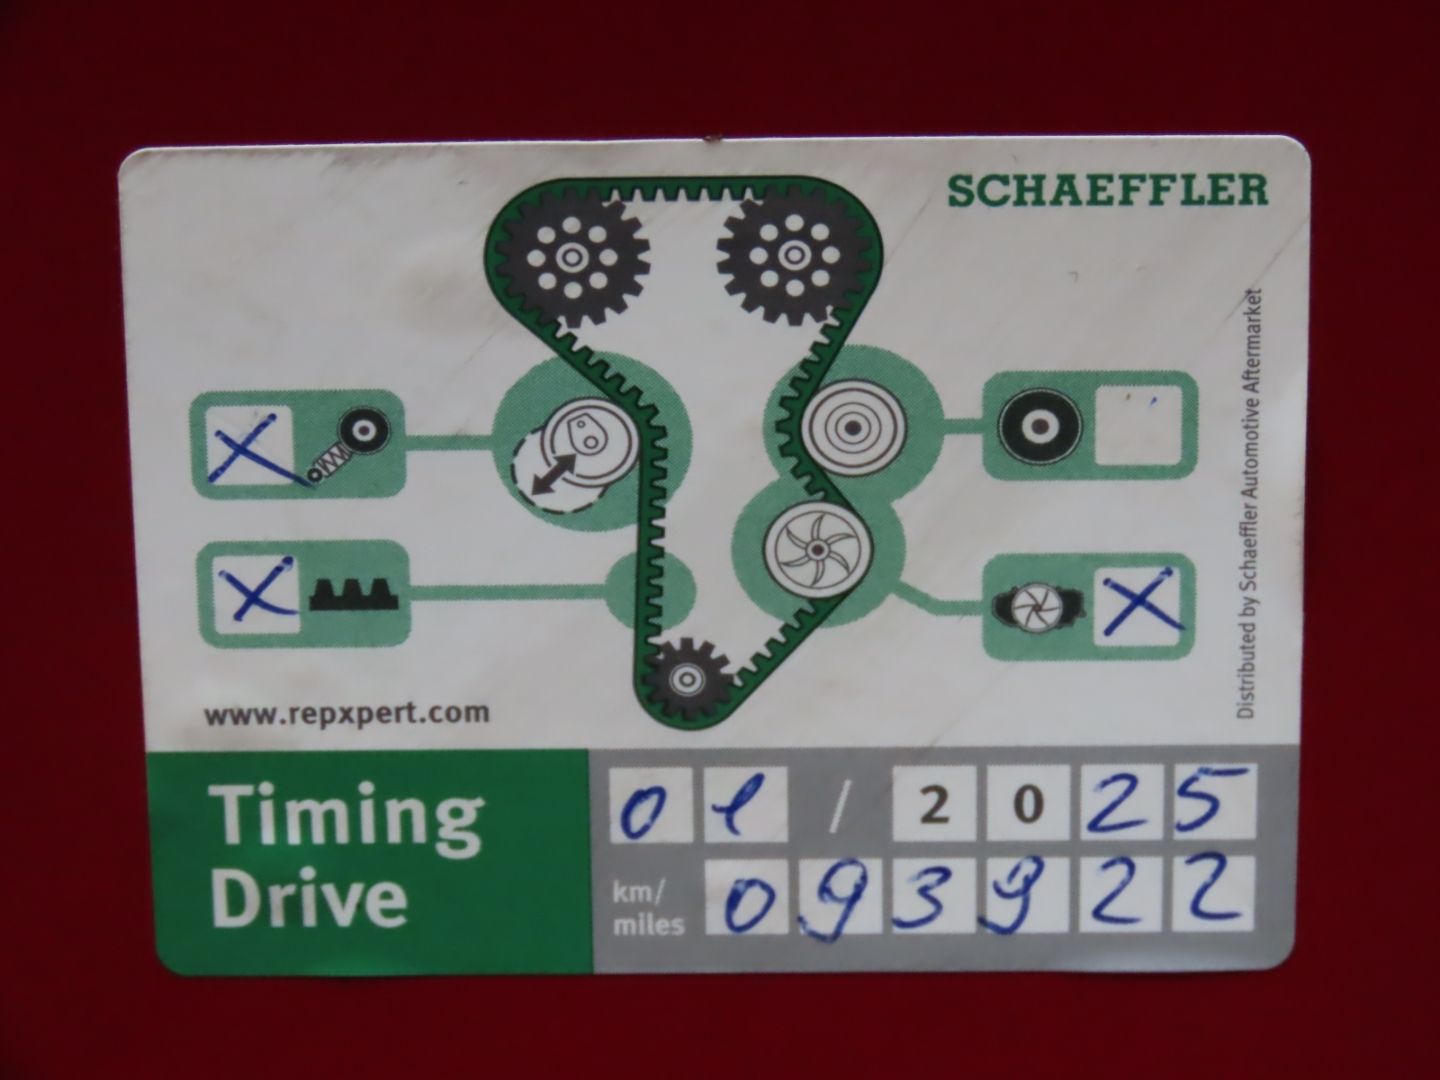 SCHAEFFLER
Distributed by Schaeffler Automotive Aftermarket
X
X
X
www.repxpert.com
Timing
Drive
01 / 2025
km/
miles
093922